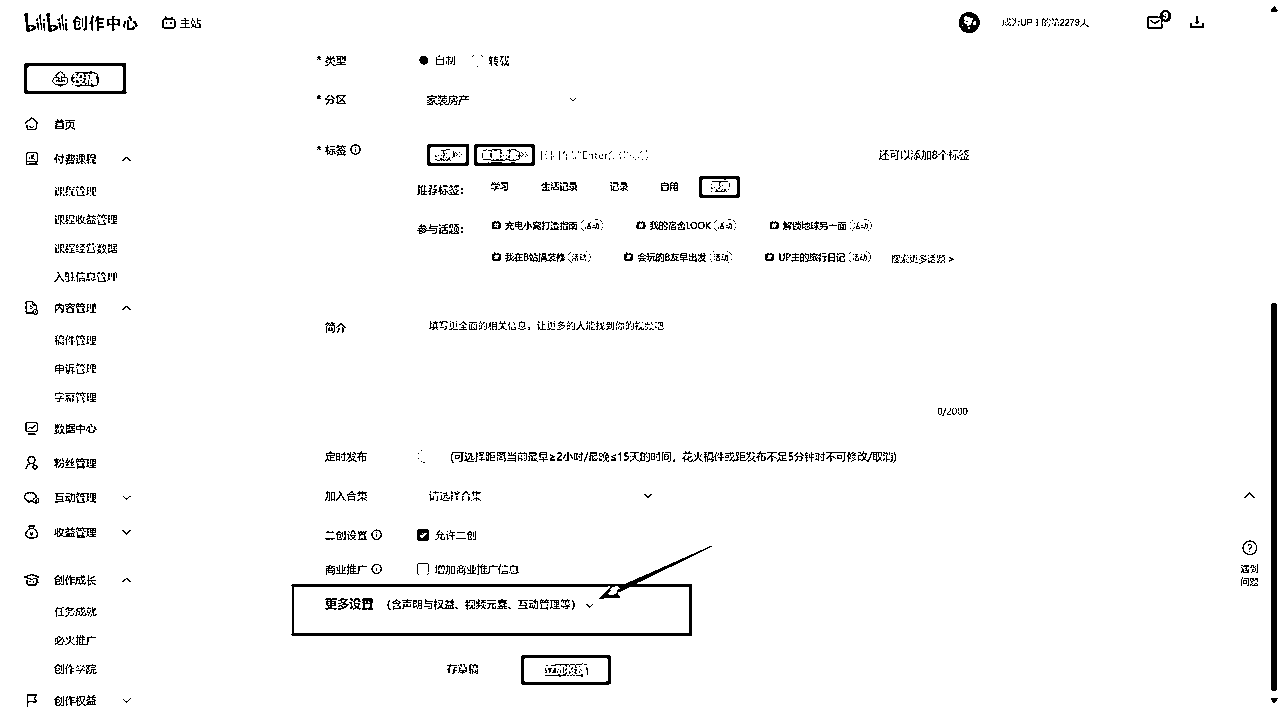 bilibili 创作中心 主站 成为UP主的第2279人
投稿
首页
付费课程
课程管理
课程收益管理
课程经营数据
入驻信息管理
内容管理
稿件管理
申诉管理
字幕管理
数据中心
粉丝管理
互动管理
收益管理
创作成长
任务成就
必火推广
创作学院
创作权益
* 类型 自制 转载
* 分区 家装房产
* 标签 还可以添加8个标签
推荐标签： 学习 生活记录 记录 自用
参与话题： 充电小窝打造指南(活动) 我的宿舍LOOK(活动) 解锁地球另一面(活动)
我在B站搞装修(活动) 会玩的B友早出发(活动) UP主的旅行日记(活动) 搜索更多话题 >
简介 填写更全面的相关信息，让更多的人能找到你的视频吧
0/2000
定时发布 (可选择距离当前最早≥2小时/最晚≤15天的时间，花火稿件或距发布不足5分钟时不可修改/取消)
加入合集 请选择合集
二创设置 允许二创
商业推广 增加商业推广信息
更多设置 (含声明与权益、视频元素、互动管理等)
存草稿 立即投稿
遇到
问题